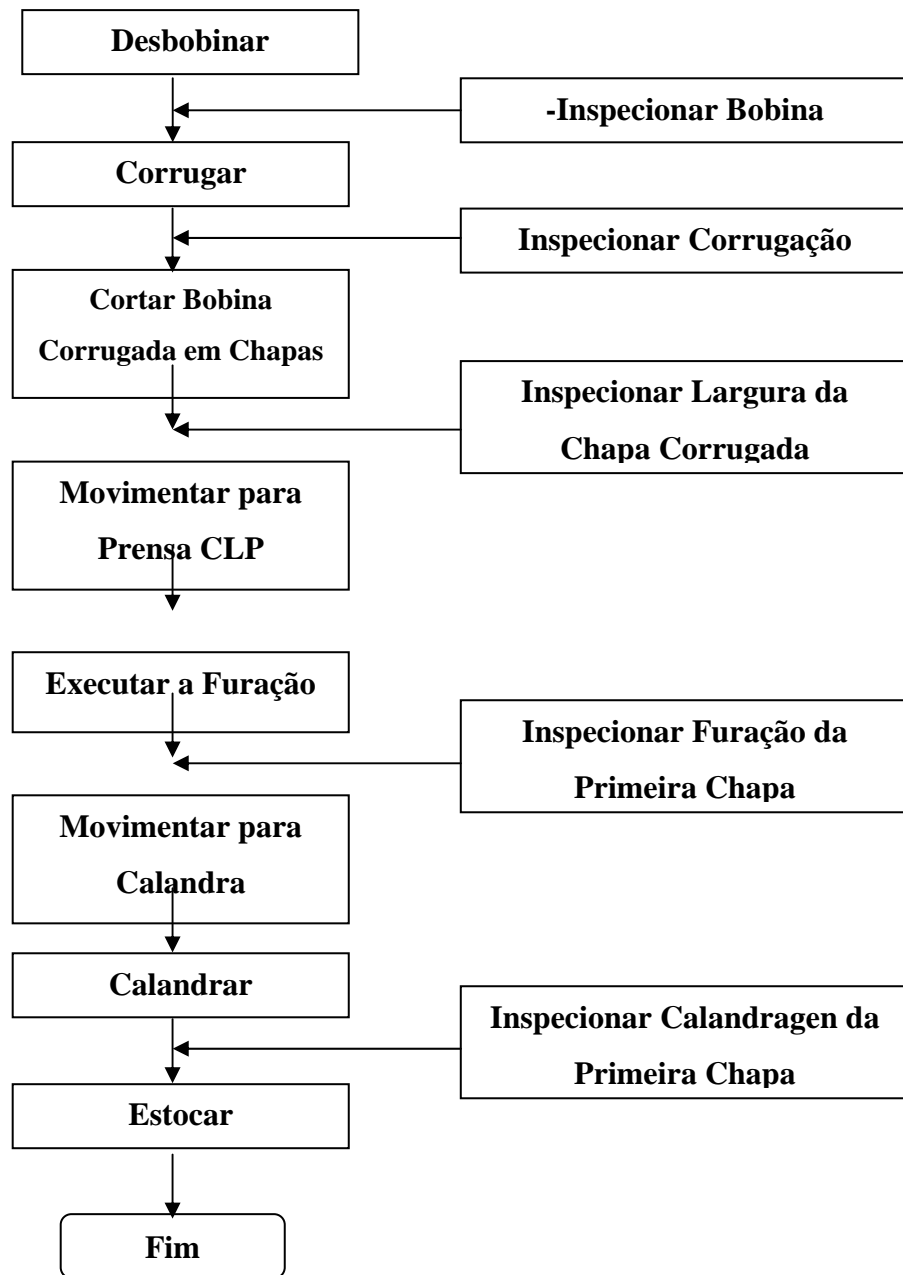 Desbobinar
-Inspecionar Bobina
Corrugar
Inspecionar Corrugação
Cortar Bobina
Corrugada em Chapas
Inspecionar Largura da
Chapa Corrugada
Movimentar para
Prensa CLP
Executar a Furação
Inspecionar Furação da
Primeira Chapa
Movimentar para
Calandra
Calandrar
Inspecionar Calandragen da
Primeira Chapa
Estocar
Fim